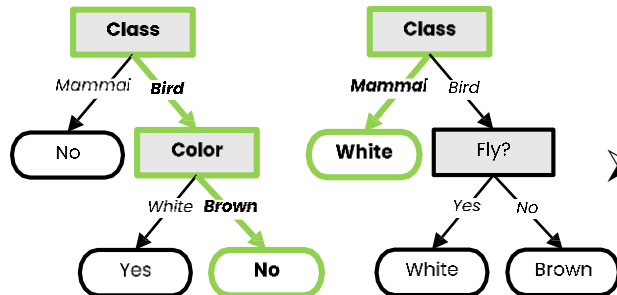 Class
Class
Mammal
Bird
Mammal
Bird
No
Color
White
Fly?
White
Brown
Yes
No
Yes
No
White
Brown